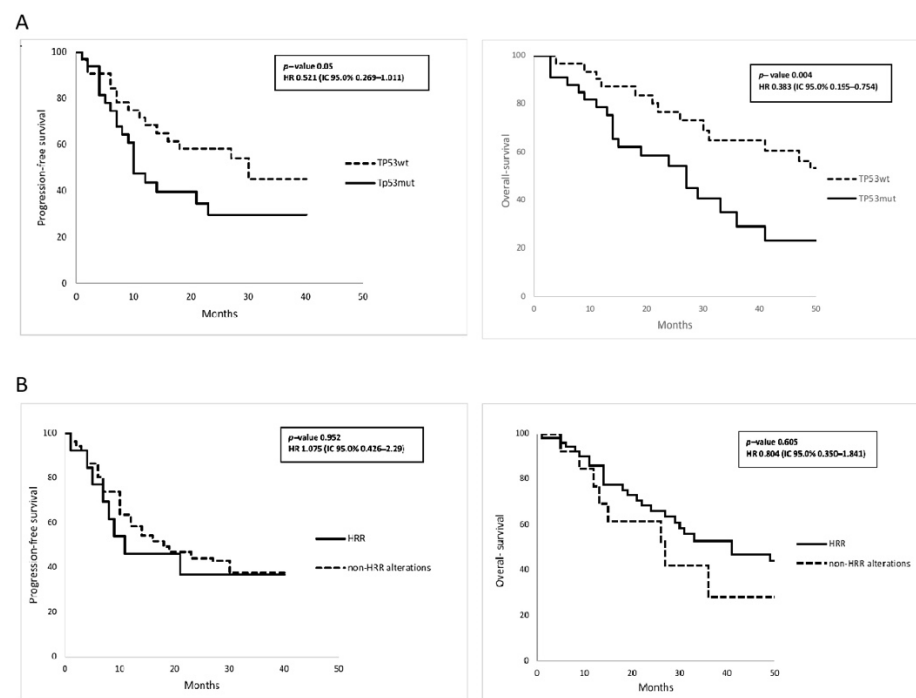 A
p-value 0.05
HR 0.521 (IC 95.0% 0.269-1.011)
Progression-free survival
100
80
60
40
20
0
0 10 20 30 40 50
Months
TP53wt
Tp53mut
p- value 0.004
HR 0.383 (IC 95.0% 0.195-0.754)
Overall-survival
100
80
60
40
20
0
0 10 20 30 40 50
Months
TP53wt
TP53mut
B
p-value 0.952
HR 1.075 (IC 95.0% 0.426-2.29)
Progression-free survival
100
80
60
40
20
0
0 10 20 30 40 50
Months
HRR
non-HRR alterations
p-value 0.605
HR 0.804 (IC 95.0% 0.350-1.841)
Overall- survival
100
80
60
40
20
0
0 10 20 30 40 50
Months
HRR
non-HRR alterations